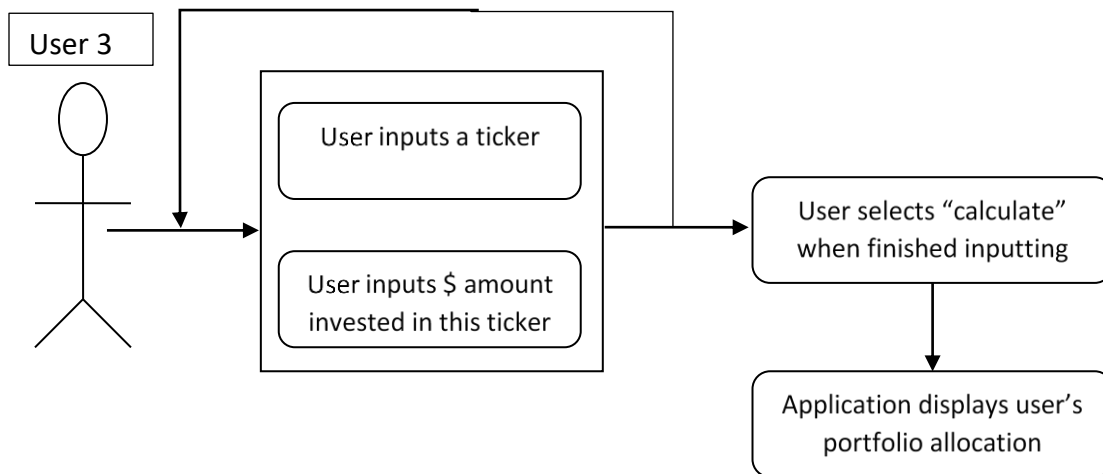 User 3
User inputs a ticker
User inputs $ amount
invested in this ticker
User selects “calculate”
when finished inputting
Application displays user’s
portfolio allocation